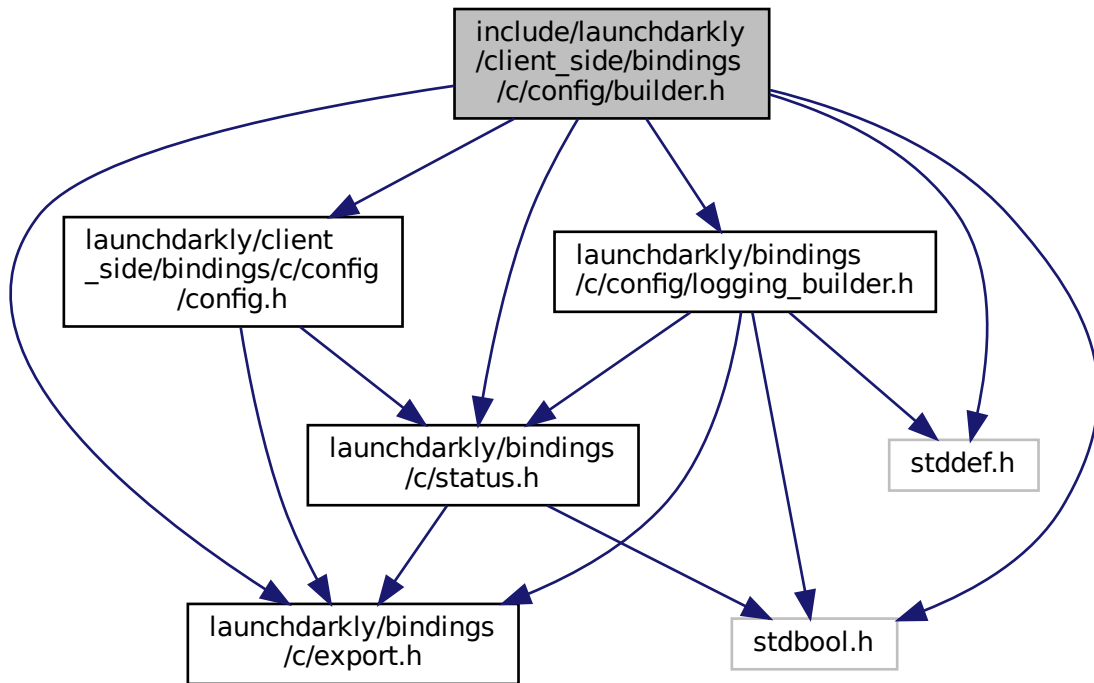 include/launchdarkly
/client_side/bindings
/c/config/builder.h
launchdarkly/client
_side/bindings/c/config
/config.h
launchdarkly/bindings
/c/config/logging_builder.h
launchdarkly/bindings
/c/status.h
stddef.h
launchdarkly/bindings
/c/export.h
stdbool.h